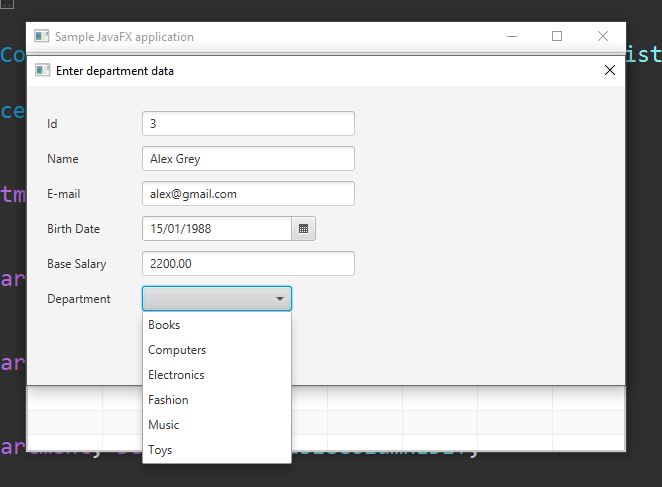 Sample JavaFX application
Co
ist
Enter department data
ce
Id 3
Name Alex Grey
tm
E-mail alex@gmail.com
Birth Date 15/01/1988
Base Salary 2200.00
ar
Department
Books
Computers
ar
Electronics
Fashion
Music
Toys